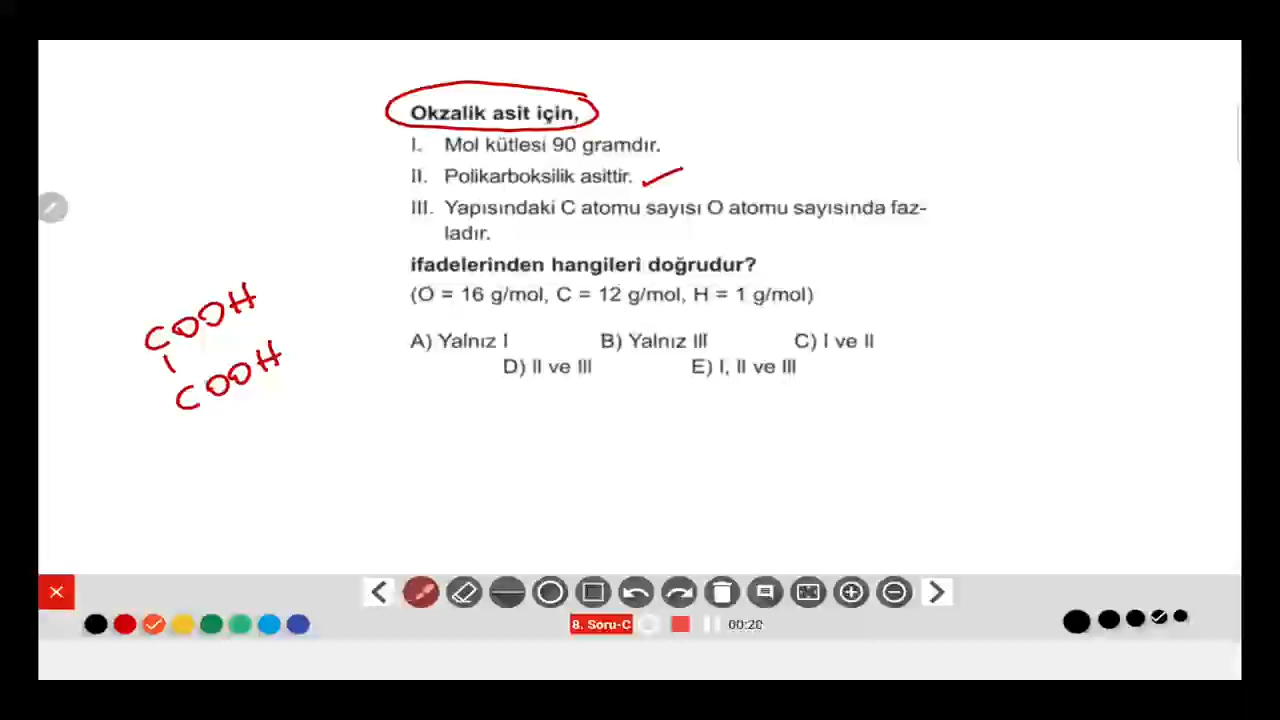 Okzalik asit için,
I. Mol kütlesi 90 gramdır.
II. Polikarboksilik asittir.
III. Yapısındaki C atomu sayısı O atomu sayısında faz-
ladır.
ifadelerinden hangileri doğrudur?
(O = 16 g/mol, C = 12 g/mol, H = 1 g/mol)
A) Yalnız I B) Yalnız III C) I ve II
D) II ve III E) I, II ve III
COOH
COOH
8. Soru-C 00:20